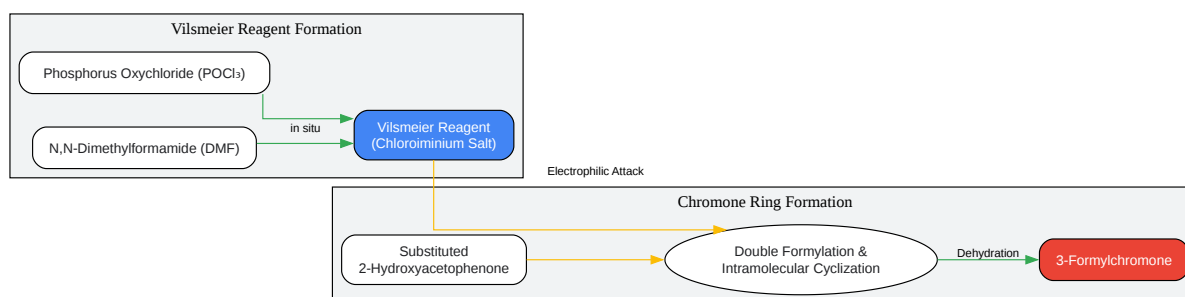 Vilsmeier Reagent Formation
Phosphorus Oxychloride (POCl₃)
in situ
N,N-Dimethylformamide (DMF)
Vilsmeier Reagent
(Chloroiminium Salt)
Electrophilic Attack
Chromone Ring Formation
Substituted
2-Hydroxyacetophenone
Double Formylation &
Intramolecular Cyclization
Dehydration
3-Formylchromone